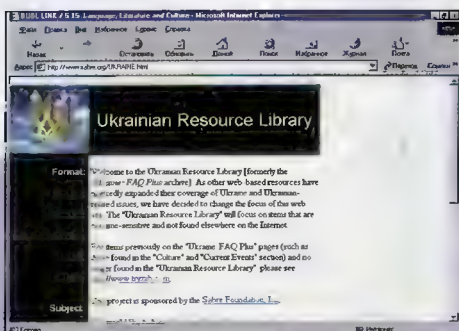 BUBL LINK / 5:15 Language, Literature and Culture - Microsoft Internet Explorer
Файл Правка Вид Избранное Сервис Справка
Назад Остановить Обновить Домой Поиск Избранное Журнал Почта
Адрес http://www.sabre.org/UKRAINE.html Переход Ссылки
Ukrainian Resource Library
Format: Welcome to the Ukranian Resource Library [formerly the
FAQ Plus archive]. As other web-based resources have
expanded their coverage of Ukraine and Ukrainian-
issues, we have decided to change the focus of this web
The "Ukranian Resource Library" will focus on items that are
time-sensitive and not found elsewhere on the Internet
items previously on the "Ukraine FAQ Plus" pages (such as
found in the "Culture" and "Current Events" section) and no
found in the "Ukranian Resource Library" please see
project is sponsored by the Sabre Foundation, Inc.
Subject
Готово Интернет